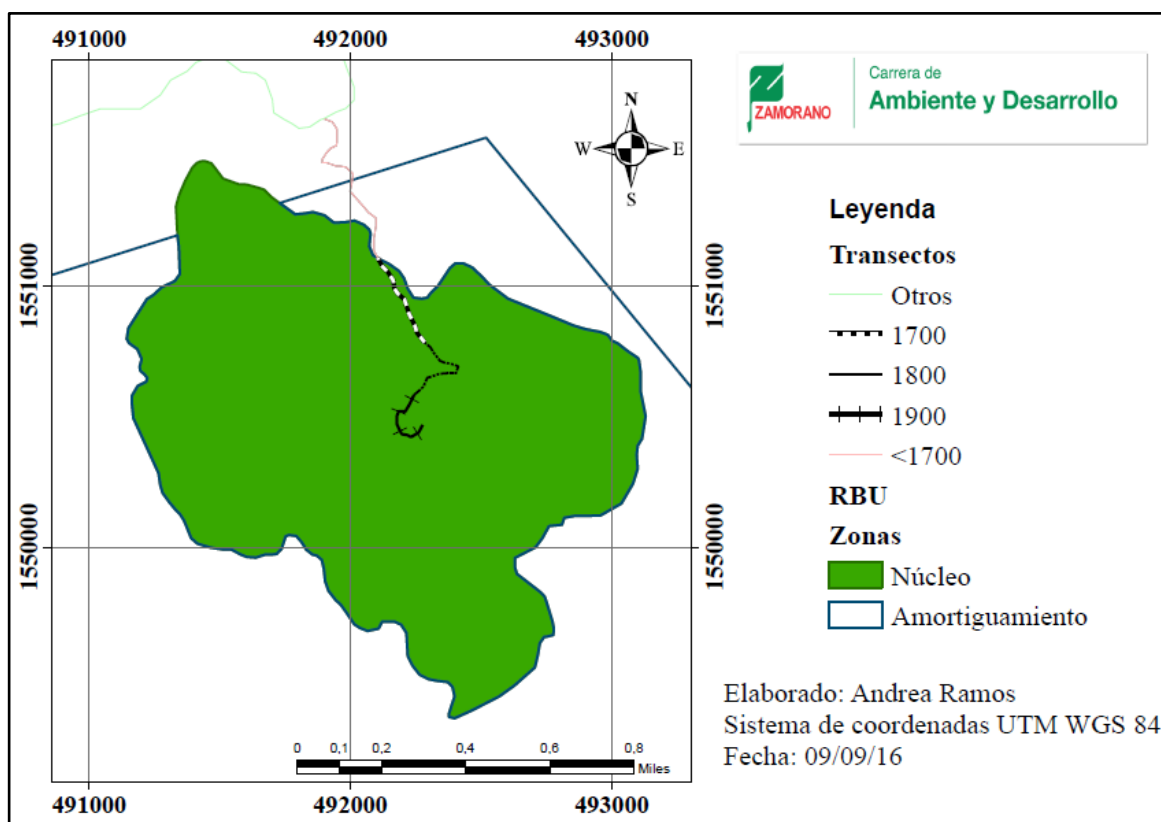 491000 492000 493000
N
W E
S
1551000 1551000
1550000 1550000
0 0,1 0,2 0,4 0,6 0,8
Miles
491000 492000 493000
ZAMORANO
Carrera de
Ambiente y Desarrollo
Leyenda
Transectos
Otros
1700
1800
1900
<1700
RBU
Zonas
Núcleo
Amortiguamiento
Elaborado: Andrea Ramos
Sistema de coordenadas UTM WGS 84
Fecha: 09/09/16